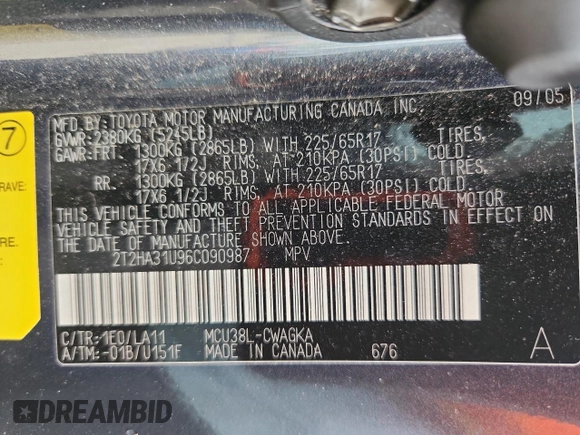 MFD.BY:TOYOTA MOTOR MANUFACTURING CANADA INC. 09/05
GVWR:2380KG (5245LB)
GAWR:FRT. 1300KG (2865LB) WITH 225/65R17 TIRES,
17X6 1/2J RIMS, AT 210KPA (30PSI) COLD.
RR. 1300KG (2865LB) WITH 225/65R17 TIRES,
17X6 1/2J RIMS, AT 210KPA (30PSI) COLD.
THIS VEHICLE CONFORMS TO ALL APPLICABLE FEDERAL MOTOR
VEHICLE SAFETY AND THEFT PREVENTION STANDARDS IN EFFECT ON
THE DATE OF MANUFACTURE SHOWN ABOVE.
2T2HA31U96C090987 MPV
C/TR:1E0/LA11 MCU38L-CWAGKA
A/TM:-01B/U151F MADE IN CANADA 676 A
7
RAVE:
RE.
DREAMBID